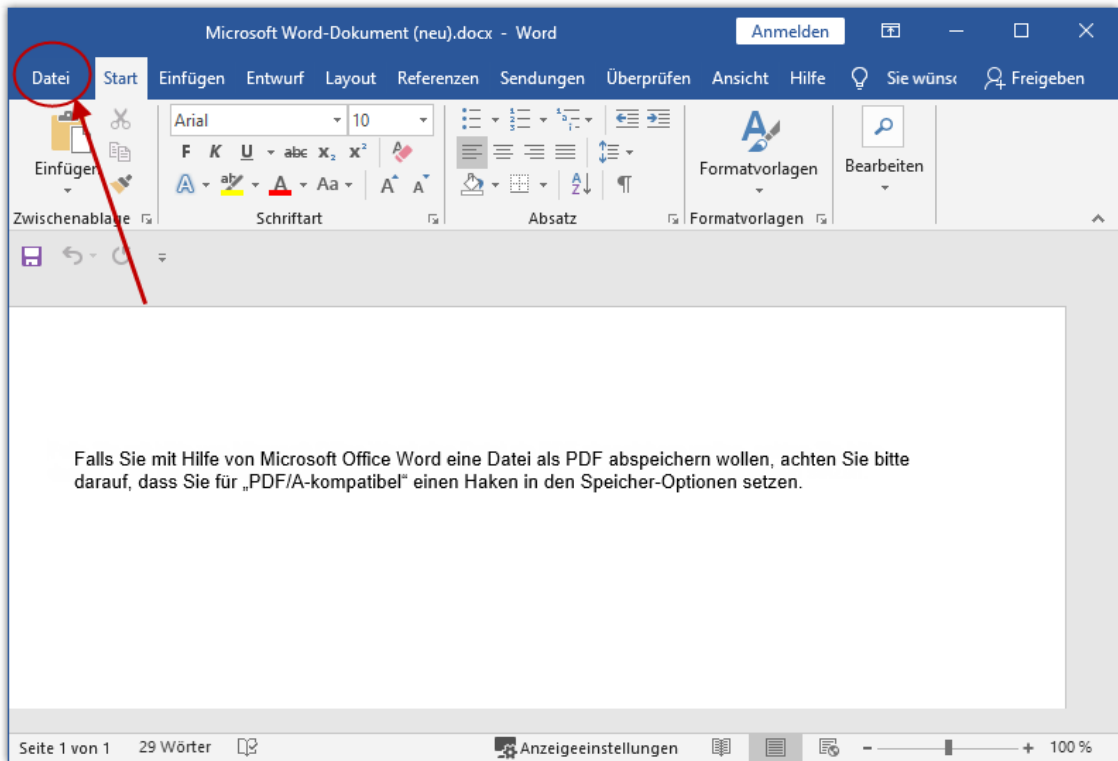 Microsoft Word-Dokument (neu).docx - Word
Anmelden
Datei Start Einfügen Entwurf Layout Referenzen Sendungen Überprüfen Ansicht Hilfe Sie wünsc Freigeben
Arial 10
F K U abc x₂ x²
Aa A A
Einfügen
Formatvorlagen
Bearbeiten
Zwischenablage Schriftart Absatz Formatvorlagen
Falls Sie mit Hilfe von Microsoft Office Word eine Datei als PDF abspeichern wollen, achten Sie bitte
darauf, dass Sie für „PDF/A-kompatibel“ einen Haken in den Speicher-Optionen setzen.
Seite 1 von 1 29 Wörter Anzeigeeinstellungen - + 100 %